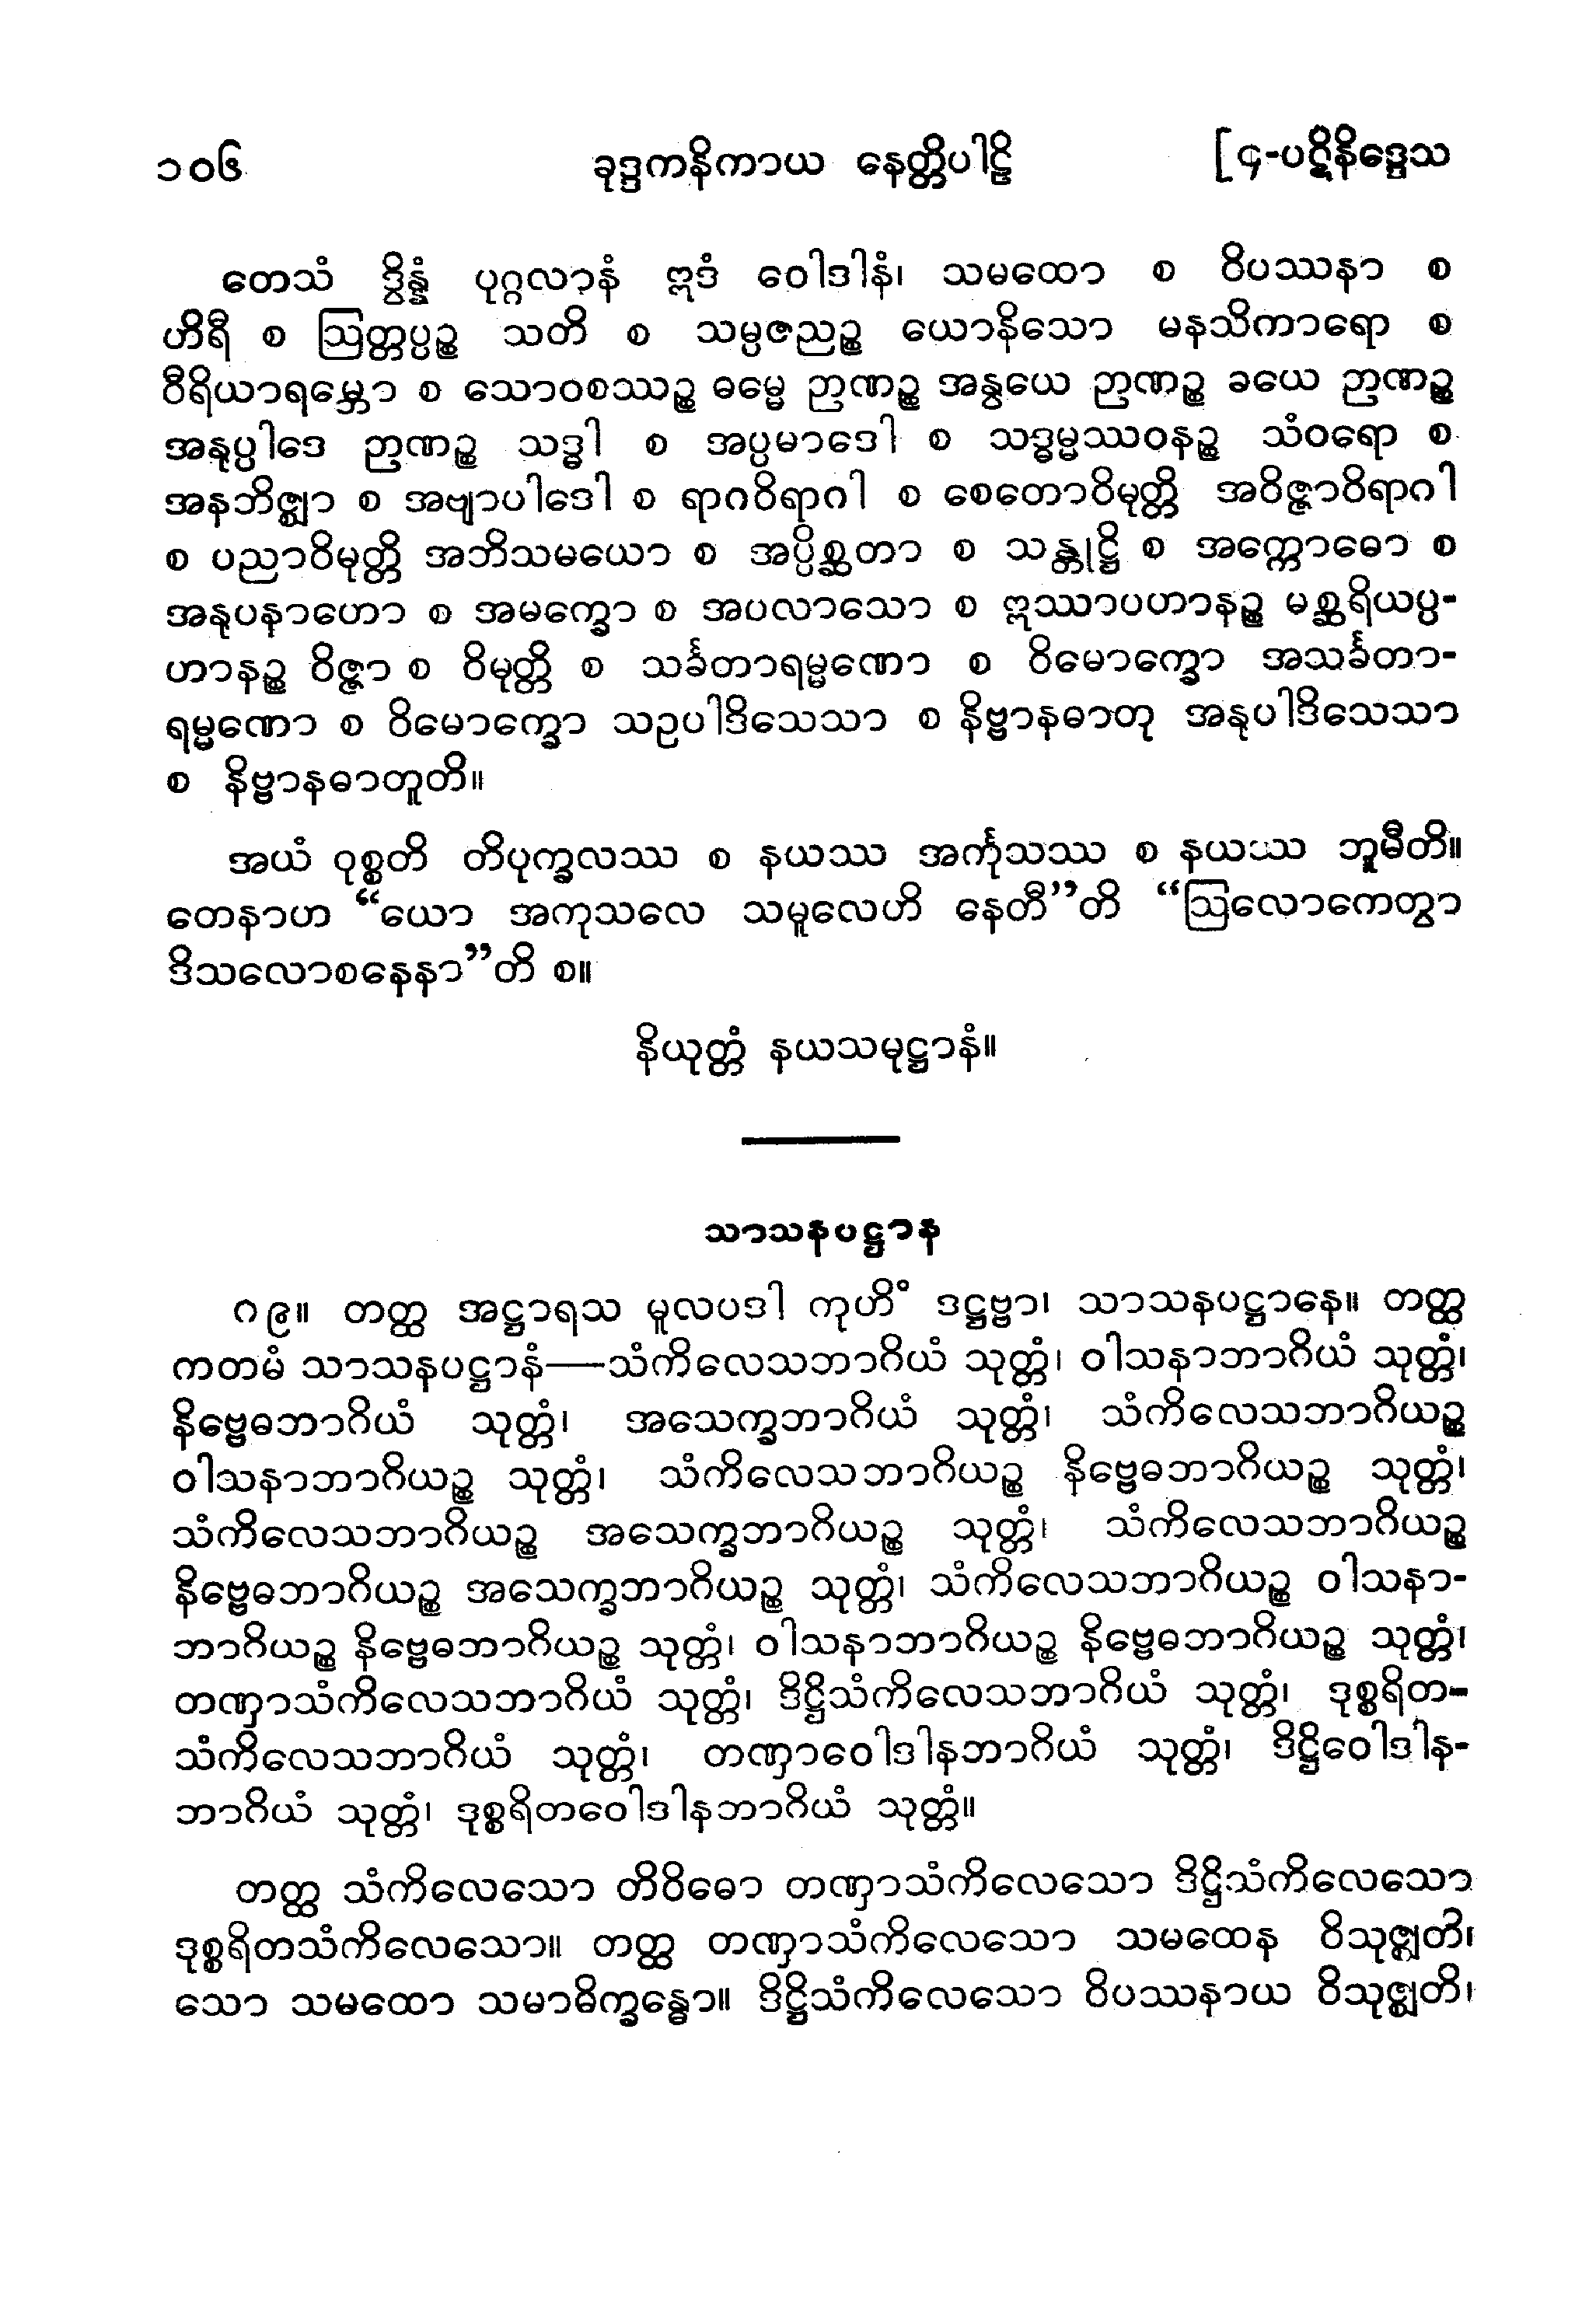 ၁၀၆ ခုဒ္ဒကနိကာယ နေတ္တိပါဠိ [၄-ပဋိနိဒ္ဒေသ
တေသံ ဒွိန္နံ ပုဂ္ဂလာနံ ဣဒံ ဝေါဒါနံ၊ သမထော စ ဝိပဿနာ စ
ဟိရီ စ ဩတ္တပ္ပဉ္စ သတိ စ သမ္ပဇညဉ္စ ယောနိသော မနသိကာရော စ
ဝီရိယာရမ္ဘော စ သောဝစဿဉ္စ ဓမ္မေ ဉာဏဉ္စ အနွယေ ဉာဏဉ္စ ခယေ ဉာဏဉ္စ
အနုပ္ပါဒေ ဉာဏဉ္စ သဒ္ဓါ စ အပ္ပမာဒေါ စ သဒ္ဓမ္မဿဝနဉ္စ သံဝရော စ
အနဘိဇ္ဈာ စ အဗျာပါဒေါ စ ရာဂဝိရာဂါ စ စေတောဝိမုတ္တိ အဝိဇ္ဇာဝိရာဂါ
စ ပညာဝိမုတ္တိ အဘိသမယော စ အပ္ပိစ္ဆတာ စ သန္တုဋ္ဌိ စ အက္ကောဓော စ
အနုပနာဟော စ အမက္ခော စ အပလာသော စ ဣဿာပဟာနဉ္စ မစ္ဆရိယပ္ပ-
ဟာနဉ္စ ဝိဇ္ဇာ စ ဝိမုတ္တိ စ သင်္ခတာရမ္မဏော စ ဝိမောက္ခော အသင်္ခတာ-
ရမ္မဏော စ ဝိမောက္ခော သဥပါဒိသေသာ စ နိဗ္ဗာနဓာတု အနုပါဒိသေသာ
စ နိဗ္ဗာနဓာတူတိ။
အယံ ဝုစ္စတိ တိပုက္ခလဿ စ နယဿ အင်္ကုသဿ စ နယဿ ဘူမီတိ။
တေနာဟ “ယော အကုသလေ သမူလေဟိ နေတီ”တိ “ဩလောကေတွာ
ဒိသလောစနေနာ”တိ စ။
နိယုတ္တံ နယသမုဋ္ဌာနံ။
သာသနပဋ္ဌာန
၈၉။ တတ္ထ အဋ္ဌာရသ မူလပဒါ ကုဟိံ ဒဋ္ဌဗ္ဗာ၊ သာသနပဋ္ဌာနေ။ တတ္ထ
ကတမံ သာသနပဋ္ဌာနံ—သံကိလေသဘာဂိယံ သုတ္တံ၊ ဝါသနာဘာဂိယံ သုတ္တံ၊
နိဗ္ဗေဓဘာဂိယံ သုတ္တံ၊ အသေက္ခဘာဂိယံ သုတ္တံ၊ သံကိလေသဘာဂိယဉ္စ
ဝါသနာဘာဂိယဉ္စ သုတ္တံ၊ သံကိလေသဘာဂိယဉ္စ နိဗ္ဗေဓဘာဂိယဉ္စ သုတ္တံ၊
သံကိလေသဘာဂိယဉ္စ အသေက္ခဘာဂိယဉ္စ သုတ္တံ၊ သံကိလေသဘာဂိယဉ္စ
နိဗ္ဗေဓဘာဂိယဉ္စ အသေက္ခဘာဂိယဉ္စ သုတ္တံ၊ သံကိလေသဘာဂိယဉ္စ ဝါသနာ-
ဘာဂိယဉ္စ နိဗ္ဗေဓဘာဂိယဉ္စ သုတ္တံ၊ ဝါသနာဘာဂိယဉ္စ နိဗ္ဗေဓဘာဂိယဉ္စ သုတ္တံ၊
တဏှာသံကိလေသဘာဂိယံ သုတ္တံ၊ ဒိဋ္ဌိသံကိလေသဘာဂိယံ သုတ္တံ၊ ဒုစ္စရိတ-
သံကိလေသဘာဂိယံ သုတ္တံ၊ တဏှာဝေါဒါနဘာဂိယံ သုတ္တံ၊ ဒိဋ္ဌိဝေါဒါန-
ဘာဂိယံ သုတ္တံ၊ ဒုစ္စရိတဝေါဒါနဘာဂိယံ သုတ္တံ။
တတ္ထ သံကိလေသော တိဝိဓော တဏှာသံကိလေသော ဒိဋ္ဌိသံကိလေသော
ဒုစ္စရိတသံကိလေသော။ တတ္ထ တဏှာသံကိလေသော သမထေန ဝိသုဇ္ဈတိ၊
သော သမထော သမာဓိက္ခန္ဓော။ ဒိဋ္ဌိသံကိလေသော ဝိပဿနာယ ဝိသုဇ္ဈတိ၊